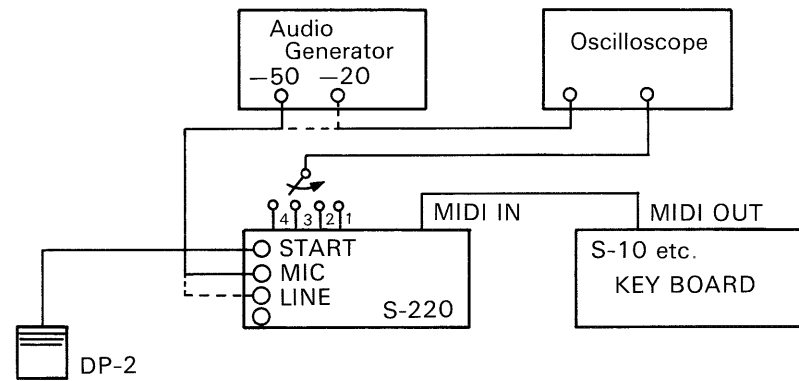 Audio
Generator
−50 −20
Oscilloscope
4 3 2 1
MIDI IN
MIDI OUT
START
MIC
LINE
S-220
S-10 etc.
KEY BOARD
DP-2